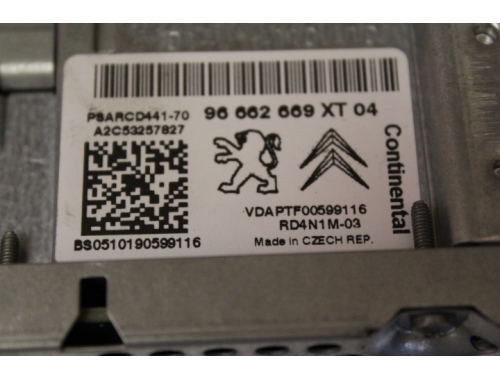 PSARCD441-70
96 662 669 XT 04
A2C53257827
Continental
VDAPTF00599116
RD4N1M-03
BS0510190599116
Made in CZECH REP.